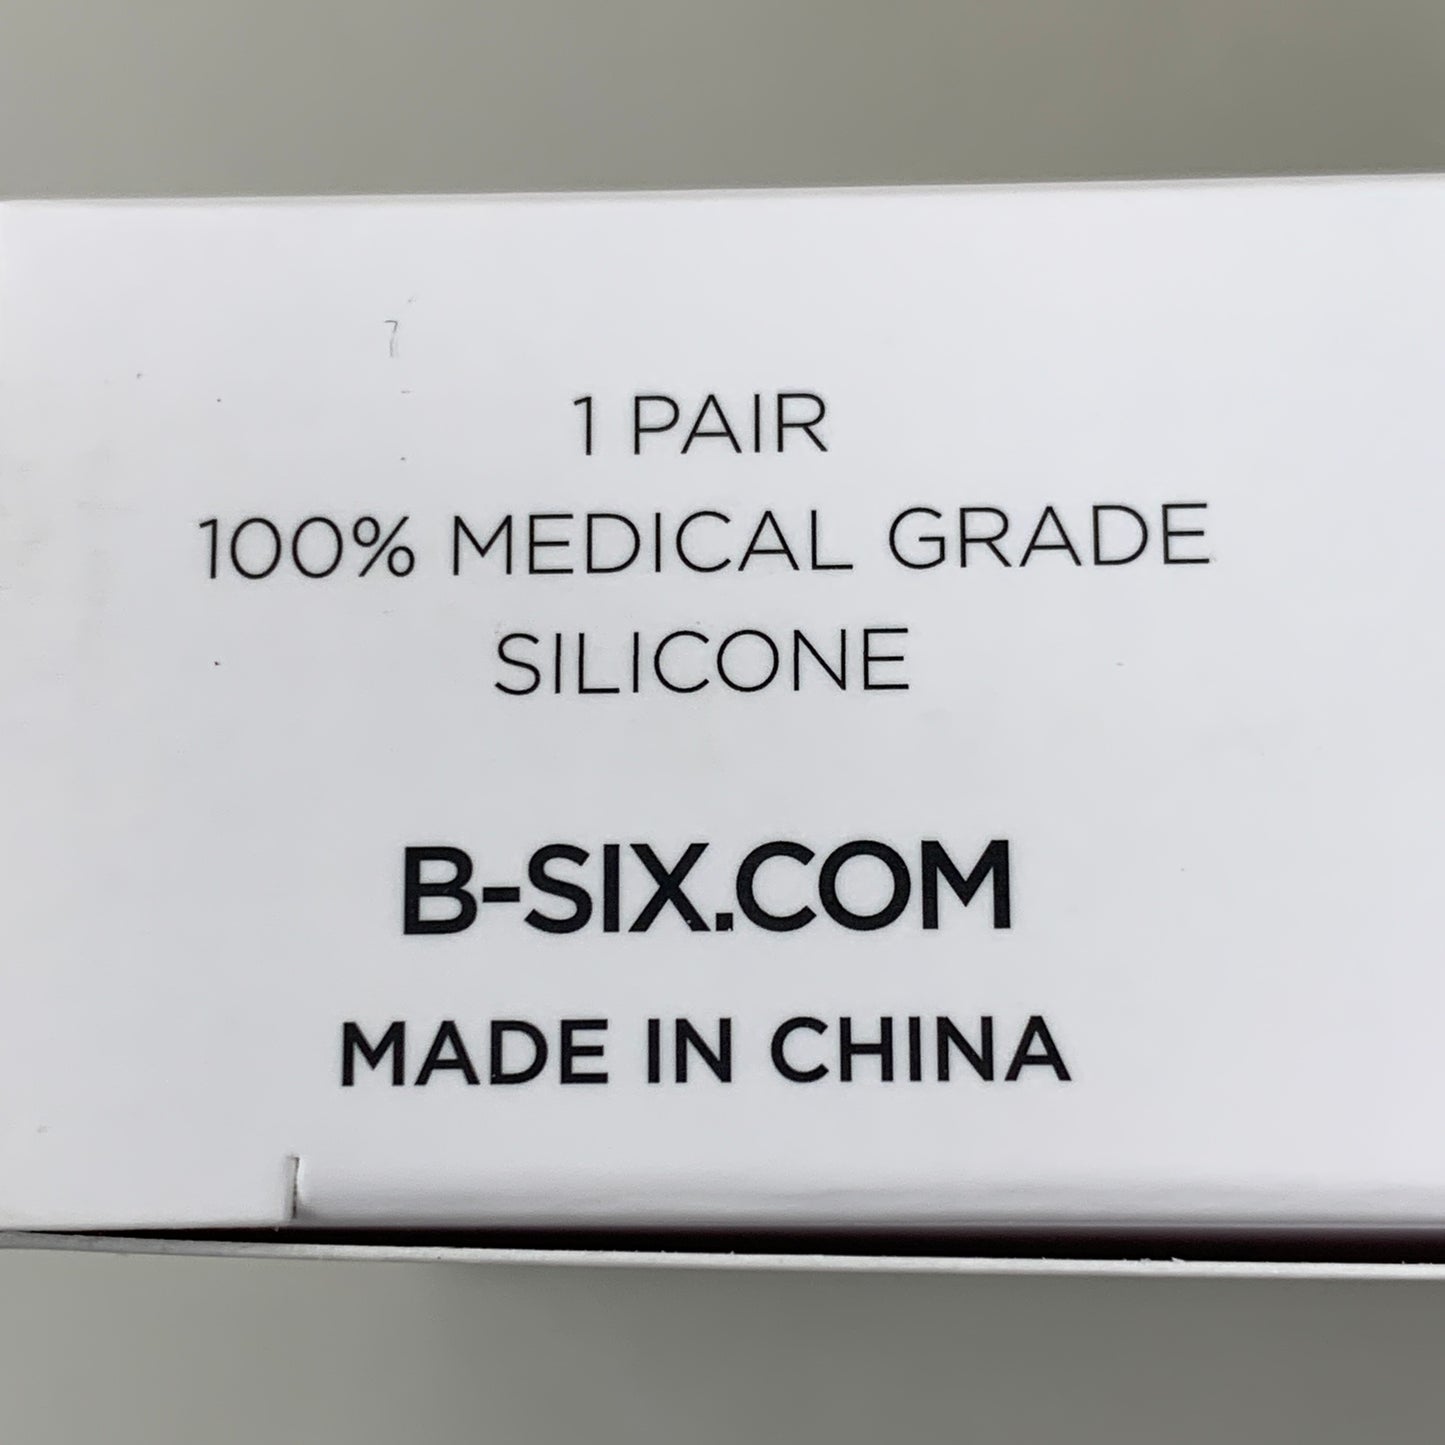 1 PAIR
100% MEDICAL GRADE
SILICONE
B-SIX.COM
MADE IN CHINA